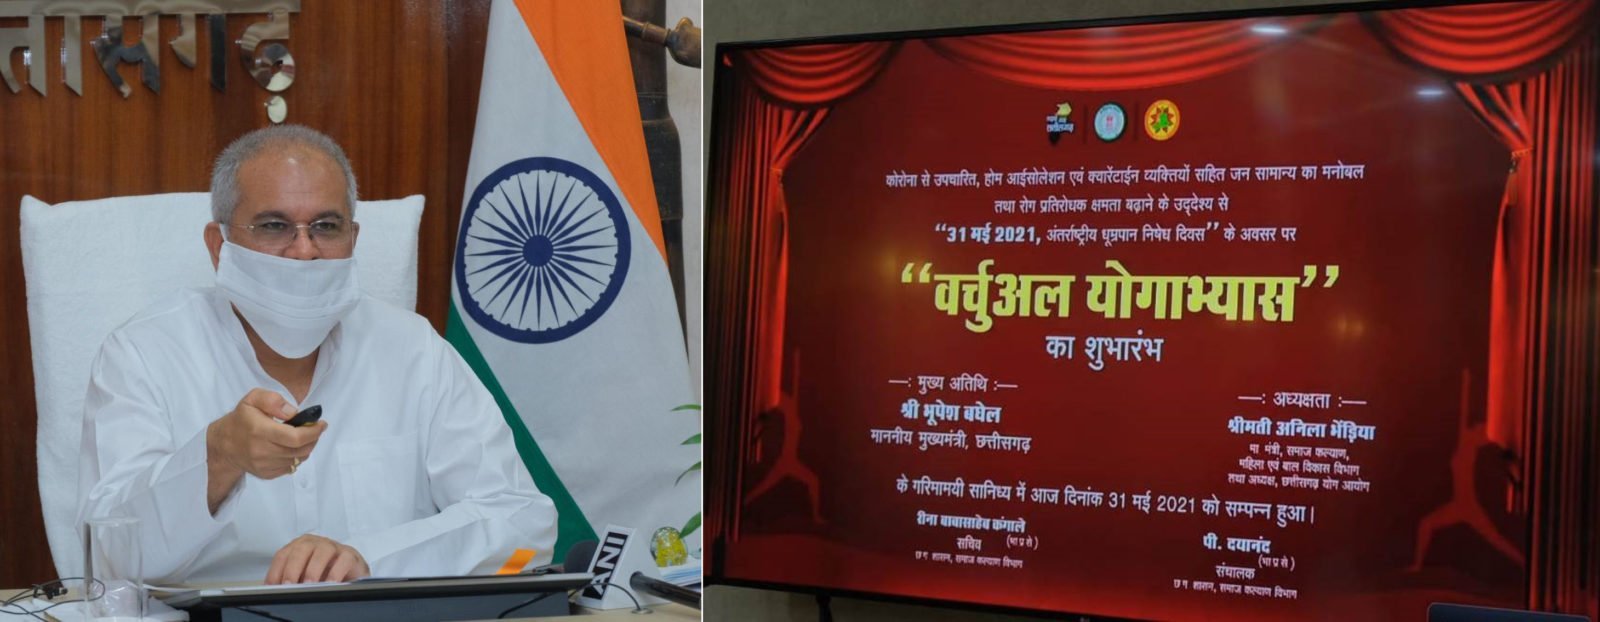 त्तीसगढ़
ANI
कोरोना से उपचारित, होम आईसोलेशन एवं क्वारेंटाईन व्यक्तियों सहित जन सामान्य का मनोबल
तथा रोग प्रतिरोधक क्षमता बढ़ाने के उद्देश्य से
“31 मई 2021, अंतर्राष्ट्रीय धूम्रपान निषेध दिवस” के अवसर पर
“वर्चुअल योगाभ्यास”
का शुभारंभ
—: मुख्य अतिथि :—
श्री भूपेश बघेल
माननीय मुख्यमंत्री, छत्तीसगढ़
—: अध्यक्षता :—
श्रीमती अनिला भेंड़िया
मा मंत्री, समाज कल्याण,
महिला एवं बाल विकास विभाग
तथा अध्यक्ष, छत्तीसगढ़ योग आयोग
के गरिमामयी सानिध्य में आज दिनांक 31 मई 2021 को सम्पन्न हुआ।
रीना बाबासाहेब कंगाले
(भा प्र से)
सचिव
छ ग शासन, समाज कल्याण विभाग
पी. दयानंद
(भा प्र से)
संचालक
छ ग शासन, समाज कल्याण विभाग